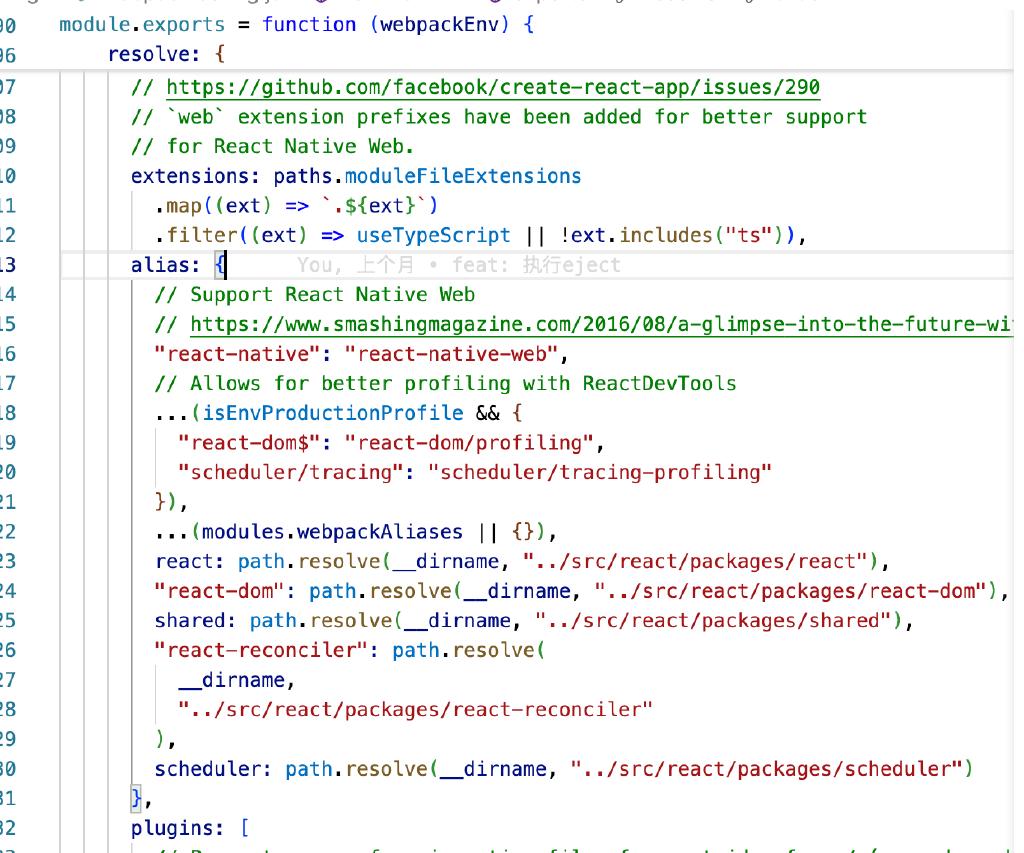 90 module.exports = function (webpackEnv) {
96 resolve: {
07 // https://github.com/facebook/create-react-app/issues/290
08 // `web` extension prefixes have been added for better support
09 // for React Native Web.
10 extensions: paths.moduleFileExtensions
11 .map((ext) => `.${ext}`)
12 .filter((ext) => useTypeScript || !ext.includes("ts")),
13 alias: { You, 上个月 • feat: 执行eject
14 // Support React Native Web
15 // https://www.smashingmagazine.com/2016/08/a-glimpse-into-the-future-wi
16 "react-native": "react-native-web",
17 // Allows for better profiling with ReactDevTools
18 ...(isEnvProductionProfile && {
19 "react-dom$": "react-dom/profiling",
20 "scheduler/tracing": "scheduler/tracing-profiling"
21 }),
22 ...(modules.webpackAliases || {}),
23 react: path.resolve(__dirname, "../src/react/packages/react"),
24 "react-dom": path.resolve(__dirname, "../src/react/packages/react-dom"),
25 shared: path.resolve(__dirname, "../src/react/packages/shared"),
26 "react-reconciler": path.resolve(
27 __dirname,
28 "../src/react/packages/react-reconciler"
29 ),
30 scheduler: path.resolve(__dirname, "../src/react/packages/scheduler")
31 },
32 plugins: [